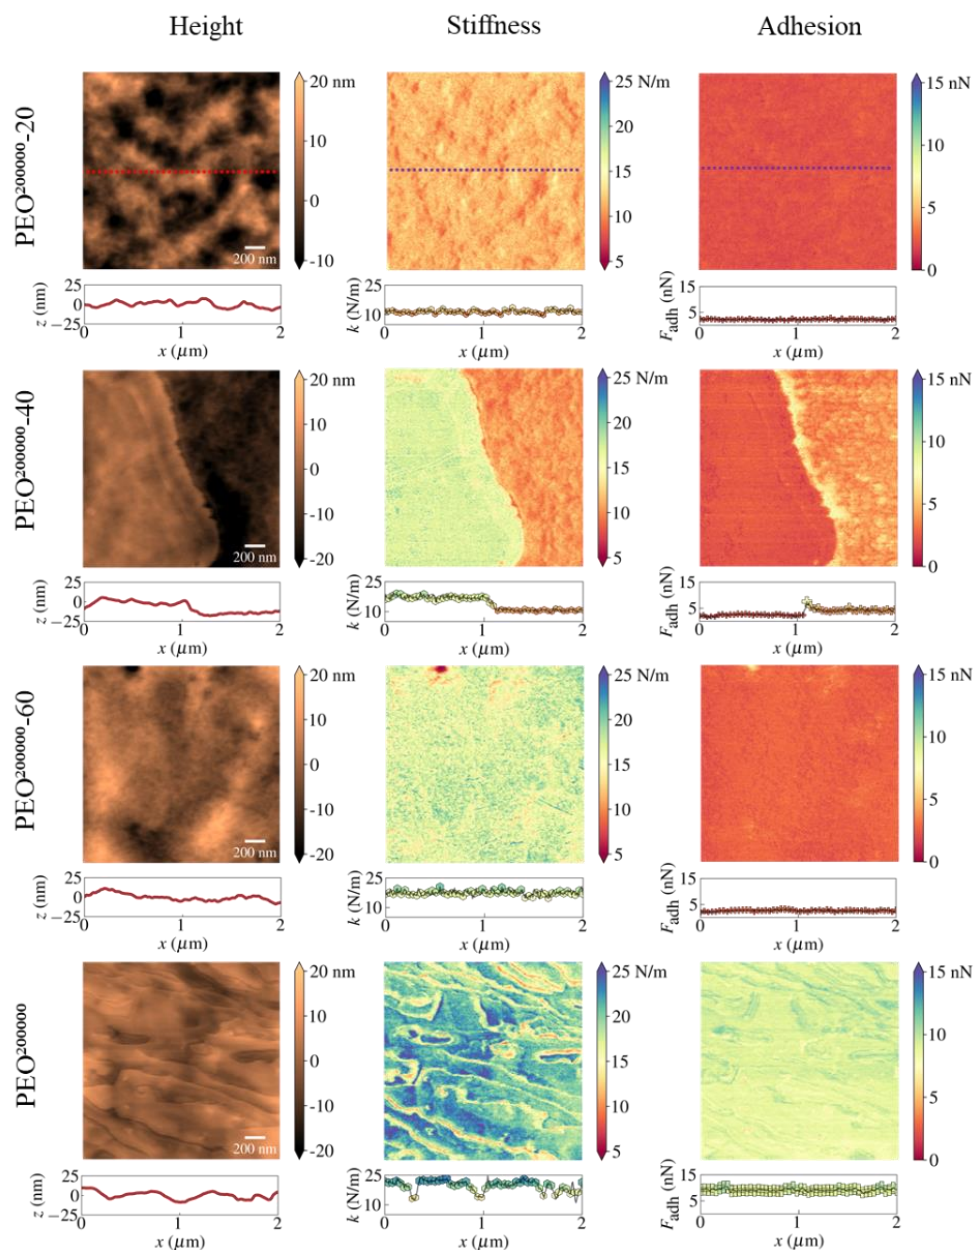 Height Stiffness Adhesion
PEO²⁰⁰⁰⁰⁰-20
20 nm
10
0
-10
200 nm
25 N/m
20
15
10
5
15 nN
10
5
0
z (nm)
25
0
−25
0 1 2
x (μm)
k (N/m)
25
10
0 1 2
x (μm)
F_adh (nN)
15
5
0 1 2
x (μm)
PEO²⁰⁰⁰⁰⁰-40
20 nm
10
0
-10
-20
200 nm
25 N/m
20
15
10
5
15 nN
10
5
0
z (nm)
25
0
−25
0 1 2
x (μm)
k (N/m)
25
10
0 1 2
x (μm)
F_adh (nN)
15
5
0 1 2
x (μm)
PEO²⁰⁰⁰⁰⁰-60
20 nm
10
0
-10
-20
200 nm
25 N/m
20
15
10
5
15 nN
10
5
0
z (nm)
25
0
−25
0 1 2
x (μm)
k (N/m)
25
10
0 1 2
x (μm)
F_adh (nN)
15
5
0 1 2
x (μm)
PEO²⁰⁰⁰⁰⁰
20 nm
10
0
-10
-20
200 nm
25 N/m
20
15
10
5
15 nN
10
5
0
z (nm)
25
0
−25
0 1 2
x (μm)
k (N/m)
25
10
0 1 2
x (μm)
F_adh (nN)
15
5
0 1 2
x (μm)